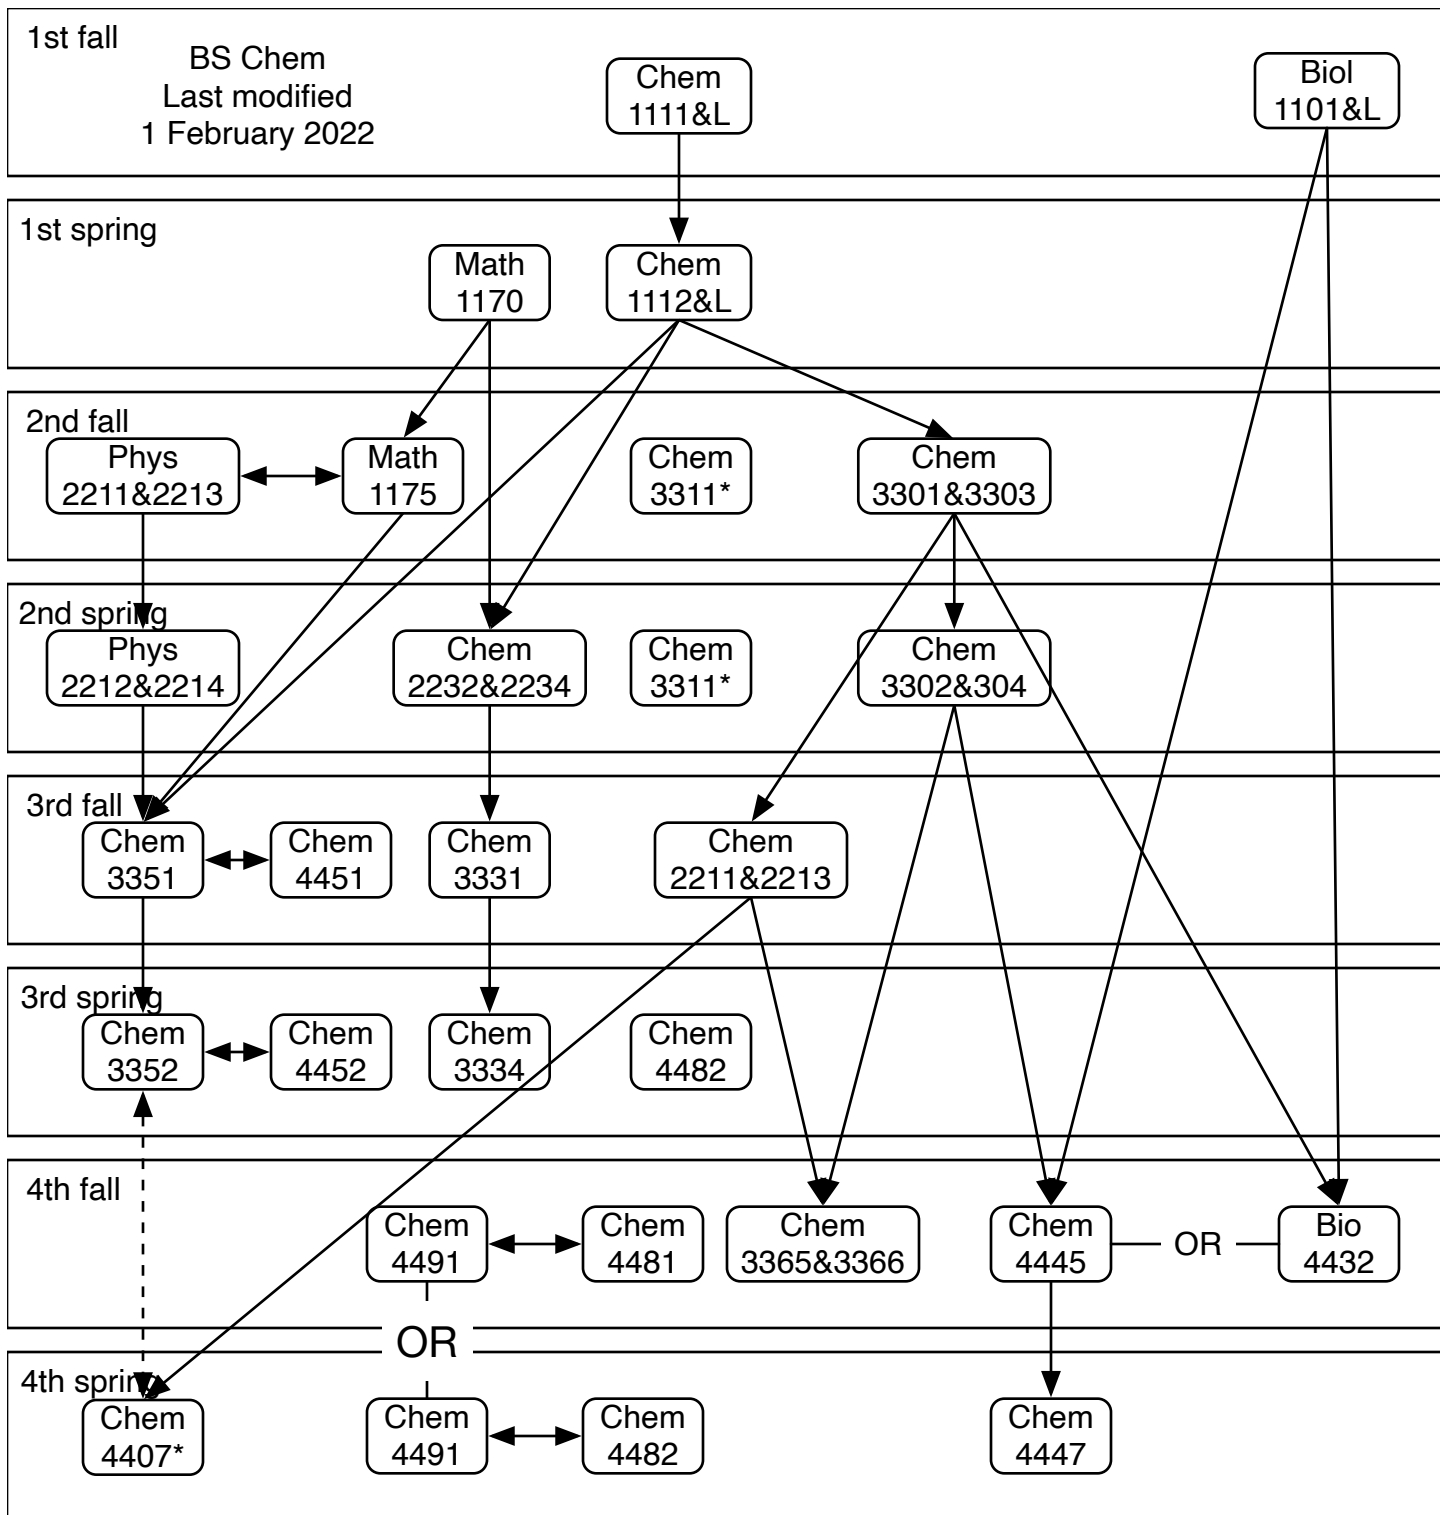 1st fall
BS Chem
Last modified
1 February 2022
Chem
1111&L
Biol
1101&L
1st spring
Math
1170
Chem
1112&L
2nd fall
Phys
2211&2213
Math
1175
Chem
3311*
Chem
3301&3303
2nd spring
Phys
2212&2214
Chem
2232&2234
Chem
3311*
Chem
3302&304
3rd fall
Chem
3351
Chem
4451
Chem
3331
Chem
2211&2213
3rd spring
Chem
3352
Chem
4452
Chem
3334
Chem
4482
4th fall
Chem
4491
Chem
4481
Chem
3365&3366
Chem
4445
OR
Bio
4432
OR
4th spring
Chem
4407*
Chem
4491
Chem
4482
Chem
4447